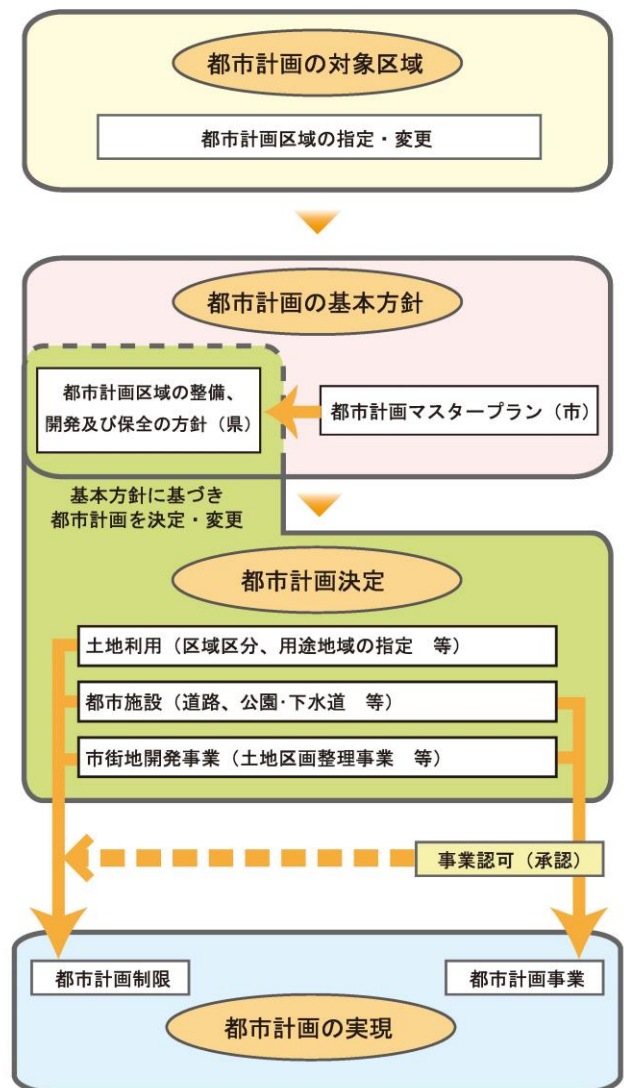 都市計画の対象区域
都市計画区域の指定・変更
都市計画の基本方針
都市計画区域の整備、
開発及び保全の方針（県）
都市計画マスタープラン（市）
基本方針に基づき
都市計画を決定・変更
都市計画決定
土地利用（区域区分、用途地域の指定　等）
都市施設（道路、公園･下水道　等）
市街地開発事業（土地区画整理事業　等）
事業認可（承認）
都市計画制限
都市計画事業
都市計画の実現